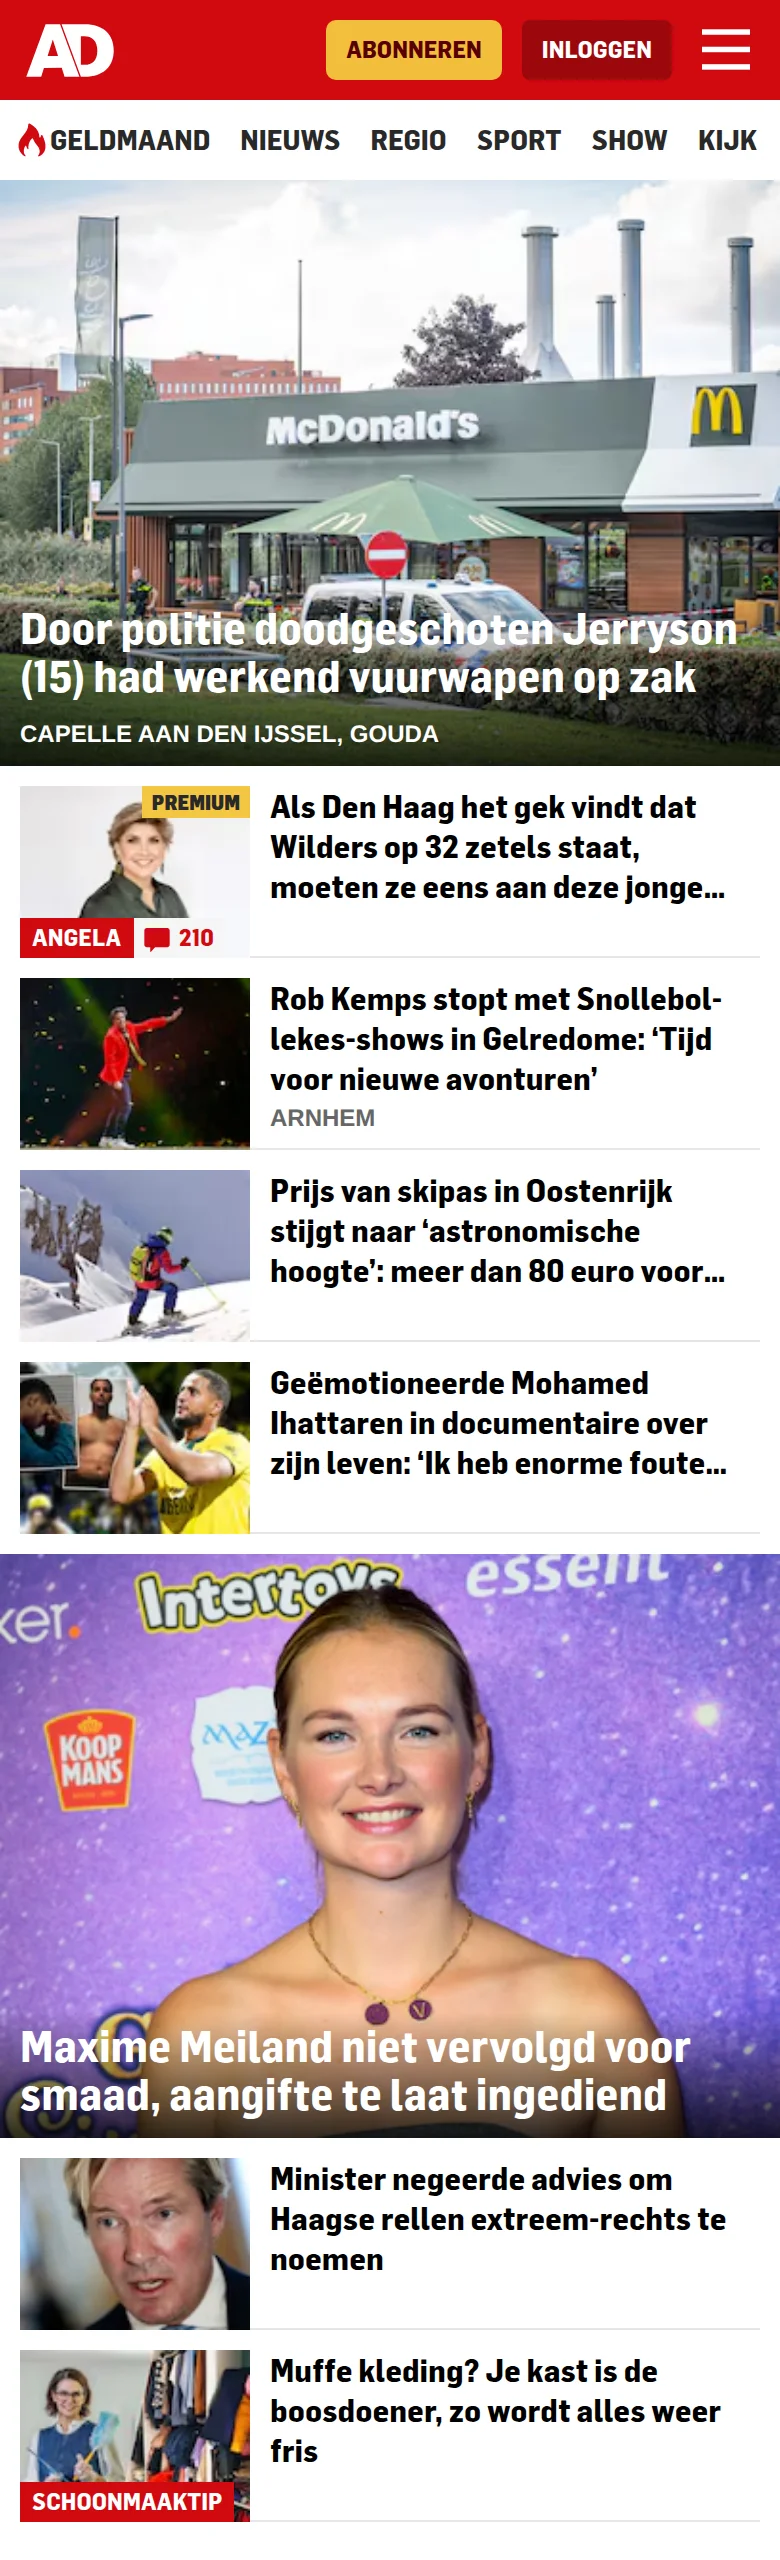 AD
ABONNEREN
INLOGGEN
GELDMAAND NIEUWS REGIO SPORT SHOW KIJK
McCafé
McDonald's
Door politie doodgeschoten Jerryson
(15) had werkend vuurwapen op zak
CAPELLE AAN DEN IJSSEL, GOUDA
PREMIUM
ANGELA
210
Als Den Haag het gek vindt dat
Wilders op 32 zetels staat,
moeten ze eens aan deze jonge...
Rob Kemps stopt met Snollebol-
lekes-shows in Gelredome: ‘Tijd
voor nieuwe avonturen’
ARNHEM
Prijs van skipas in Oostenrijk
stijgt naar ‘astronomische
hoogte’: meer dan 80 euro voor...
Geëmotioneerde Mohamed
Ihattaren in documentaire over
zijn leven: ‘Ik heb enorme foute...
Intertoys
essent
ker.
KOOP
MANS
MAZ
Maxime Meiland niet vervolgd voor
smaad, aangifte te laat ingediend
Minister negeerde advies om
Haagse rellen extreem-rechts te
noemen
Muffe kleding? Je kast is de
boosdoener, zo wordt alles weer
fris
SCHOONMAAKTIP